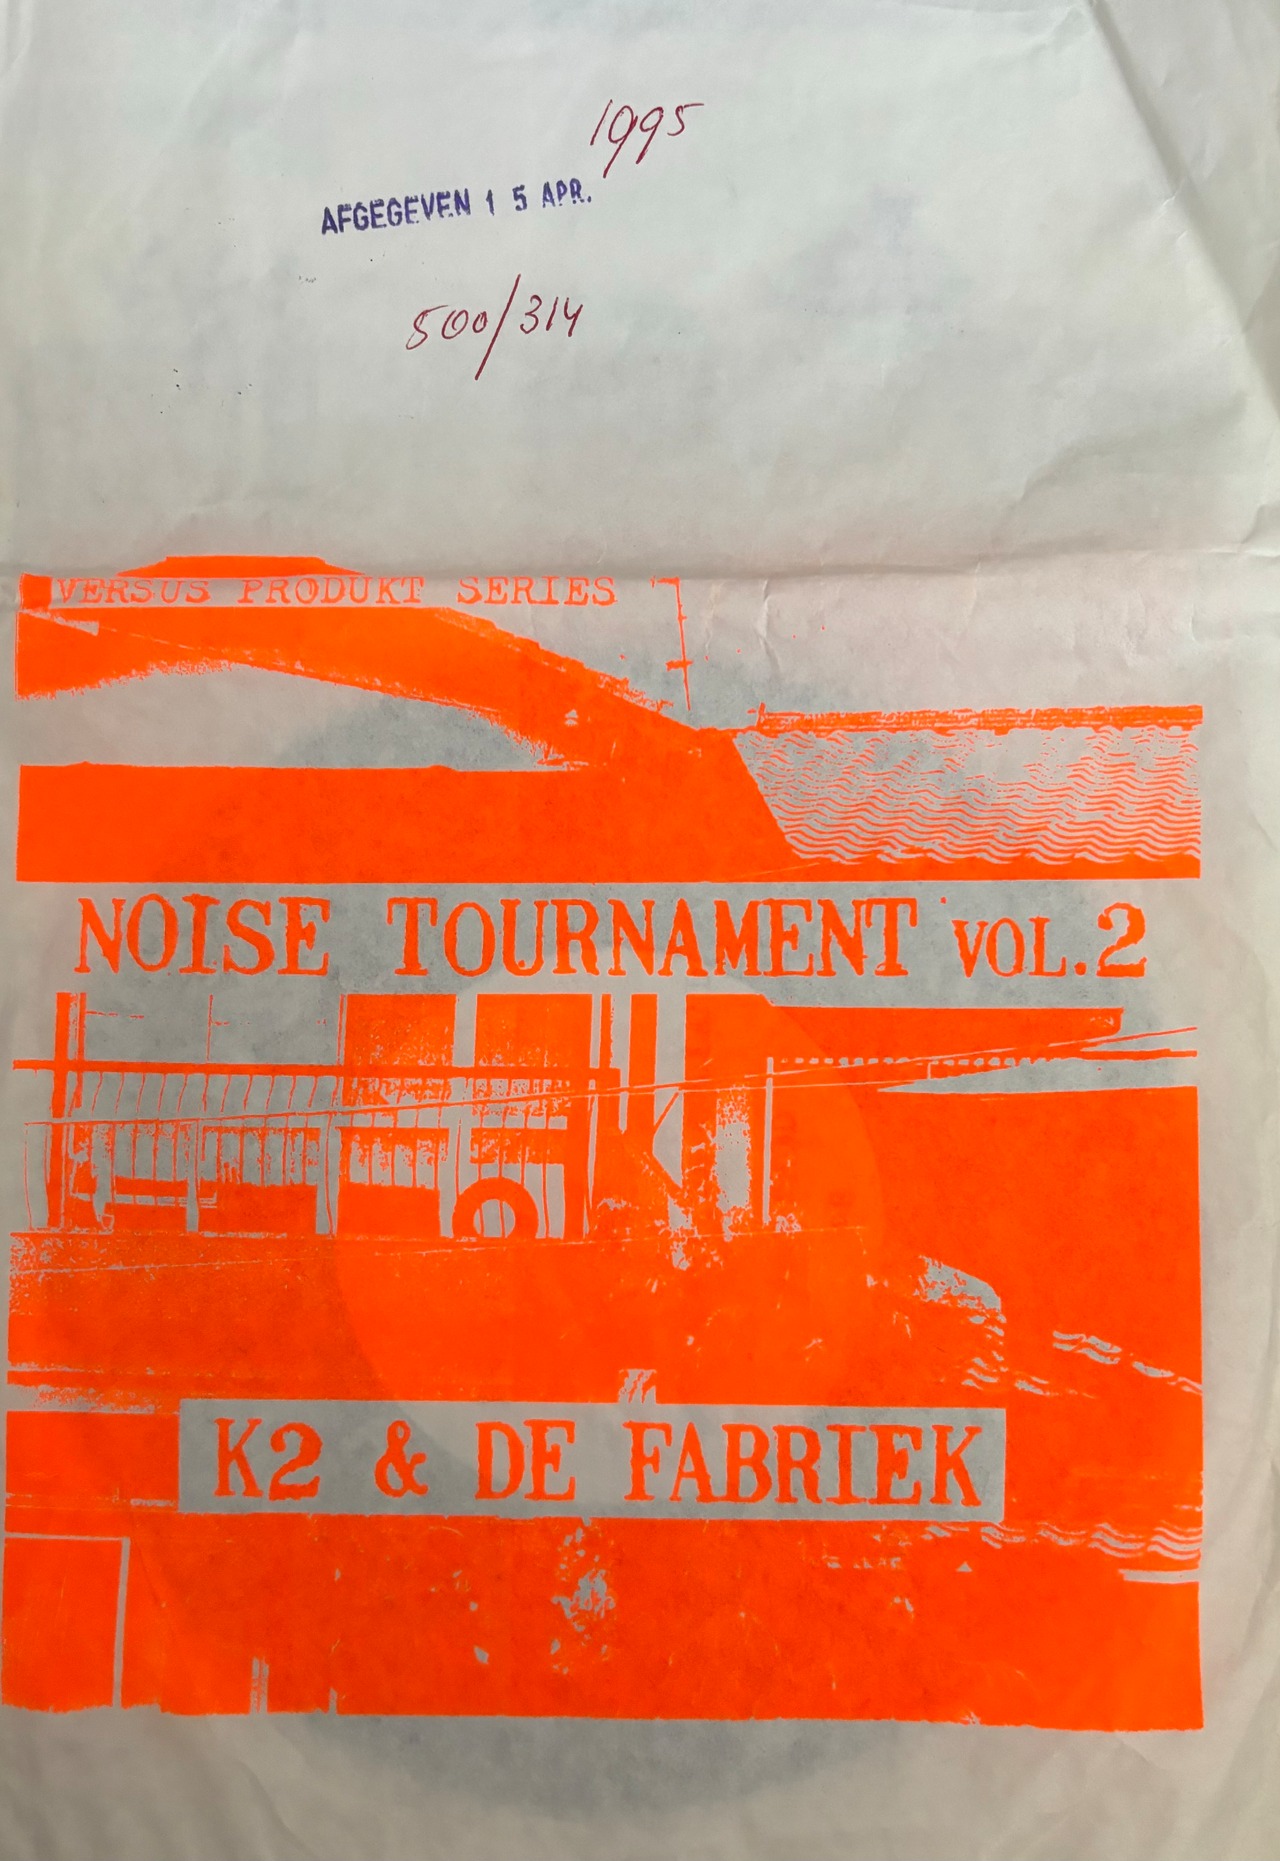 1995
AFGEGEVEN 1 5 APR.
500/314
VERSUS PRODUKT SERIES
NOISE TOURNAMENT VOL.2
K2 & DE FABRIEK